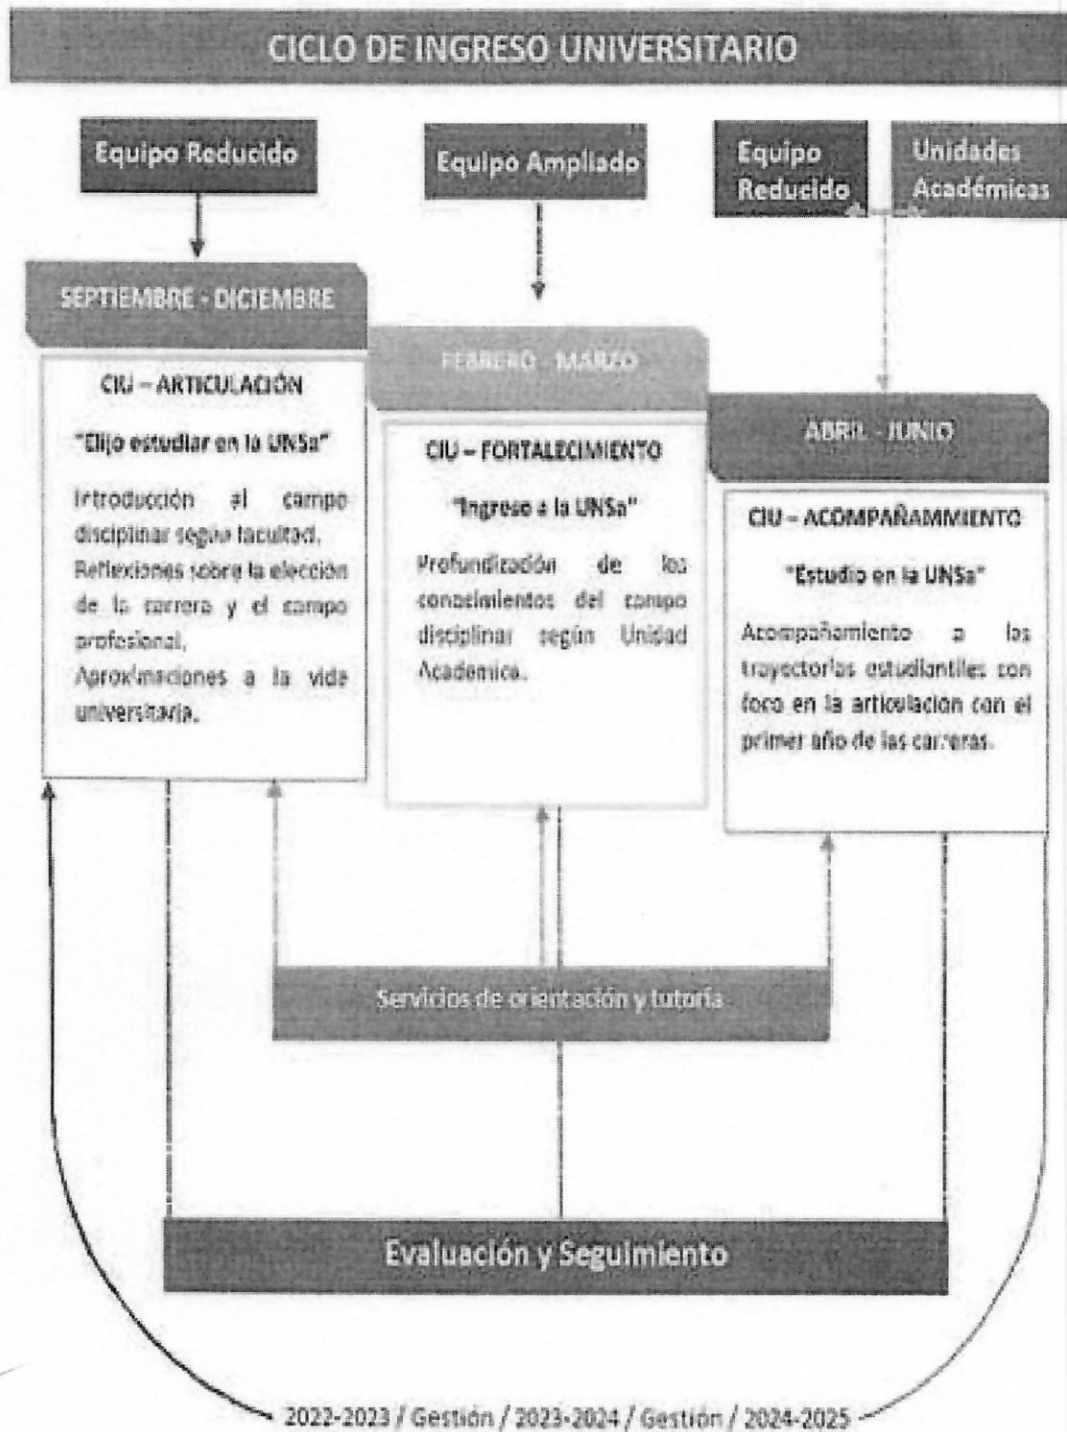 CICLO DE INGRESO UNIVERSITARIO
Equipo Reducido
Equipo Ampliado
Equipo
Reducido
Unidades
Académicas
SEPTIEMBRE - DICIEMBRE
CIU – ARTICULACIÓN
"Elijo estudiar en la UNSa"
Introducción al campo
disciplinar según facultad.
Reflexiones sobre la elección
de la carrera y el campo
profesional.
Aproximaciones a la vida
universitaria.
FEBRERO - MARZO
CIU – FORTALECIMIENTO
"Ingreso a la UNSa"
Profundización de los
conocimientos del campo
disciplinar según Unidad
Académica.
ABRIL - JUNIO
CIU – ACOMPAÑAMMIENTO
"Estudio en la UNSa"
Acompañamiento a las
trayectorias estudiantiles con
foco en la articulación con el
primer año de las carreras.
Servicios de orientación y tutoría
Evaluación y Seguimiento
2022-2023 / Gestión / 2023-2024 / Gestión / 2024-2025